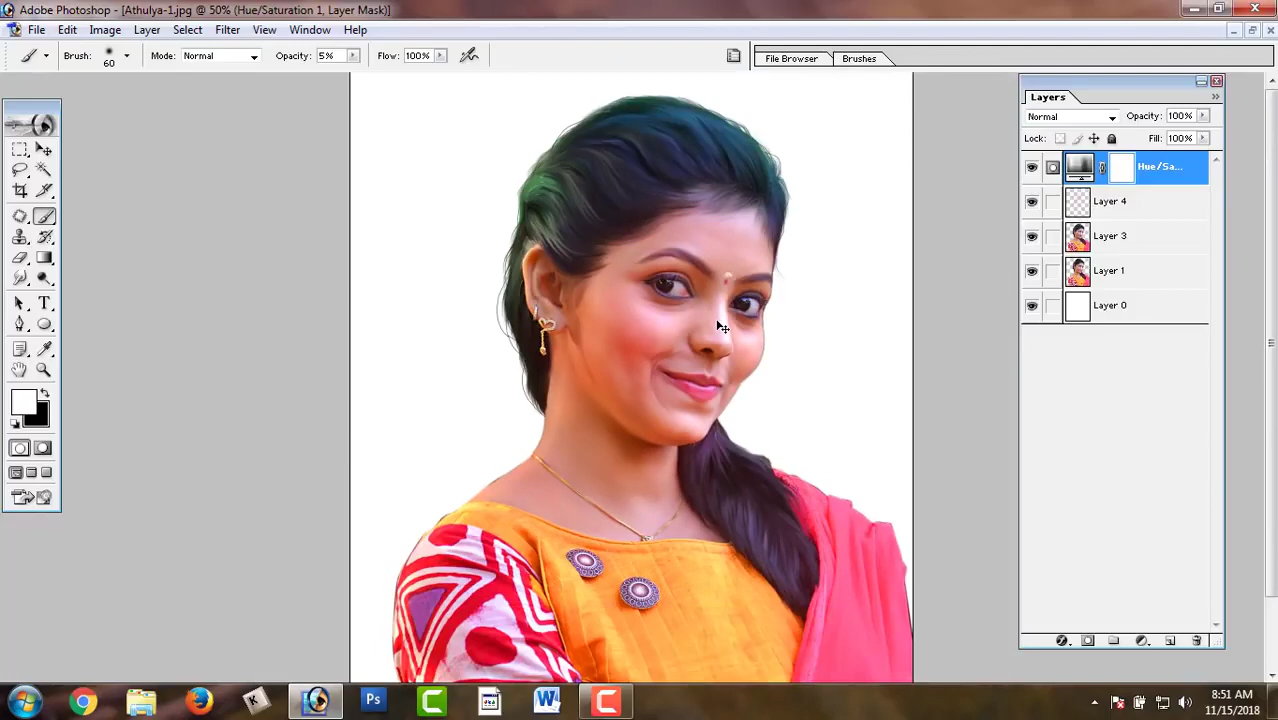 Adobe Photoshop - [Athulya-1.jpg @ 50% (Hue/Saturation 1, Layer Mask)]
File Edit Image Layer Select Filter View Window Help
Brush: 60 Mode: Normal Opacity: 5% Flow: 100% File Browser Brushes
Layers
Normal Opacity: 100%
Lock: Fill: 100%
Hue/Sa...
Layer 4
Layer 3
Layer 1
Layer 0
T
K Ps C W C
8:51 AM
11/15/2018